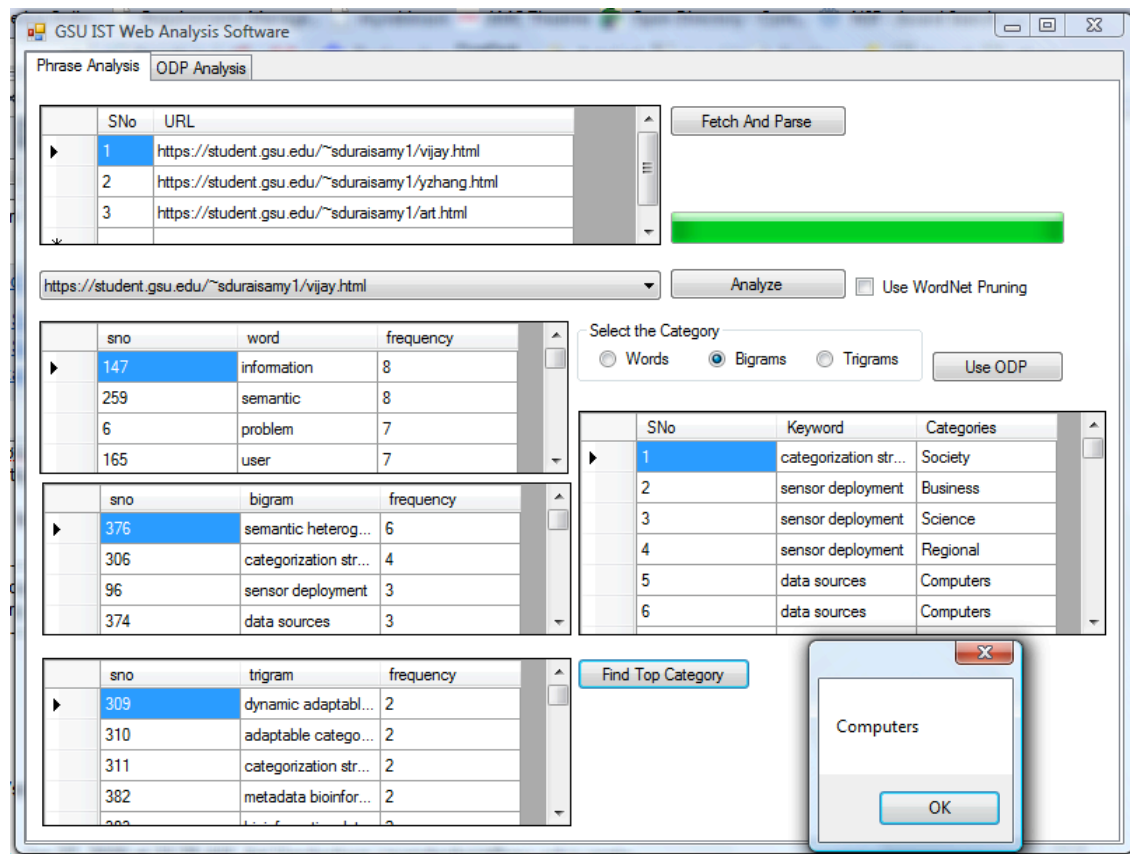 GSU IST Web Analysis Software
Phrase Analysis ODP Analysis
SNo URL
1 https://student.gsu.edu/~sduraisamy1/vijay.html
2 https://student.gsu.edu/~sduraisamy1/yzhang.html
3 https://student.gsu.edu/~sduraisamy1/art.html
Fetch And Parse
https://student.gsu.edu/~sduraisamy1/vijay.html
Analyze
Use WordNet Pruning
sno word frequency
147 information 8
259 semantic 8
6 problem 7
165 user 7
Select the Category
Words Bigrams Trigrams
Use ODP
sno bigram frequency
376 semantic heterog... 6
306 categorization str... 4
96 sensor deployment 3
374 data sources 3
SNo Keyword Categories
1 categorization str... Society
2 sensor deployment Business
3 sensor deployment Science
4 sensor deployment Regional
5 data sources Computers
6 data sources Computers
sno trigram frequency
309 dynamic adaptabl... 2
310 adaptable catego... 2
311 categorization str... 2
382 metadata bioinfor... 2
Find Top Category
Computers
OK